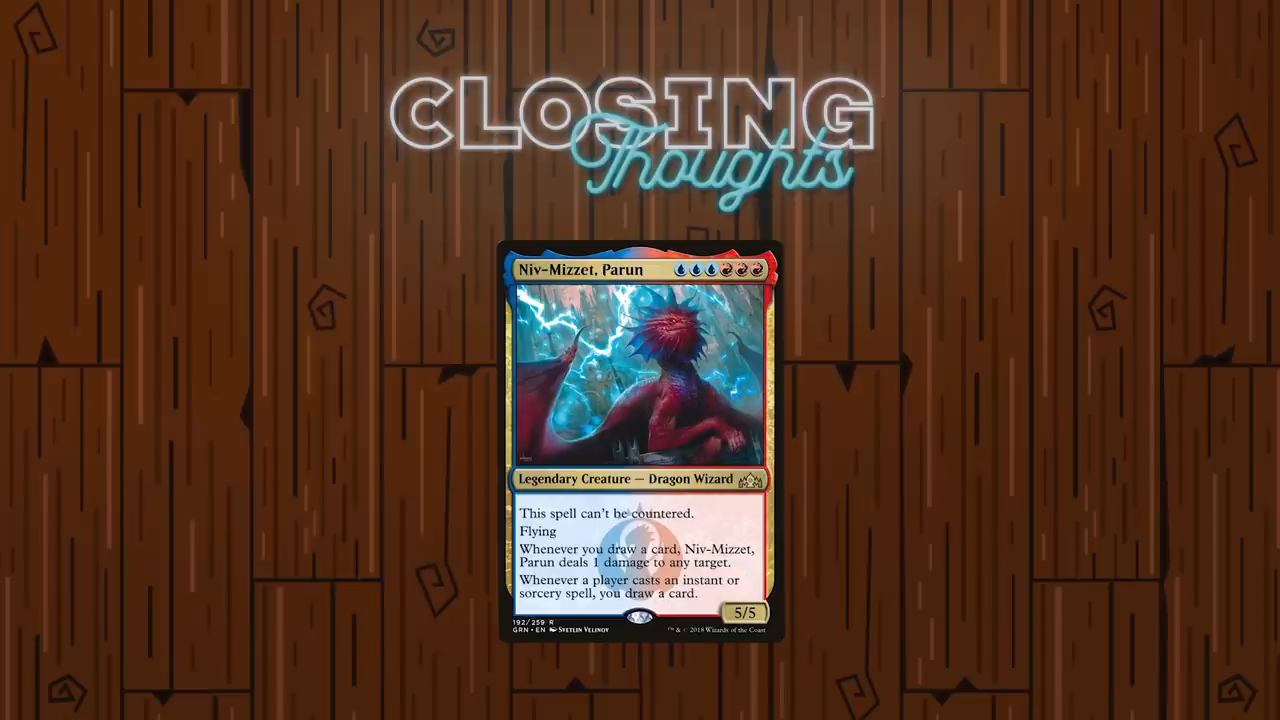 CLOSING
Thoughts
Niv-Mizzet, Parun
Legendary Creature — Dragon Wizard
This spell can't be countered.
Flying
Whenever you draw a card, Niv-Mizzet,
Parun deals 1 damage to any target.
Whenever a player casts an instant or
sorcery spell, you draw a card.
5/5
192/259 R
GRN • EN Svetlin Velinov
™ & © 2018 Wizards of the Coast